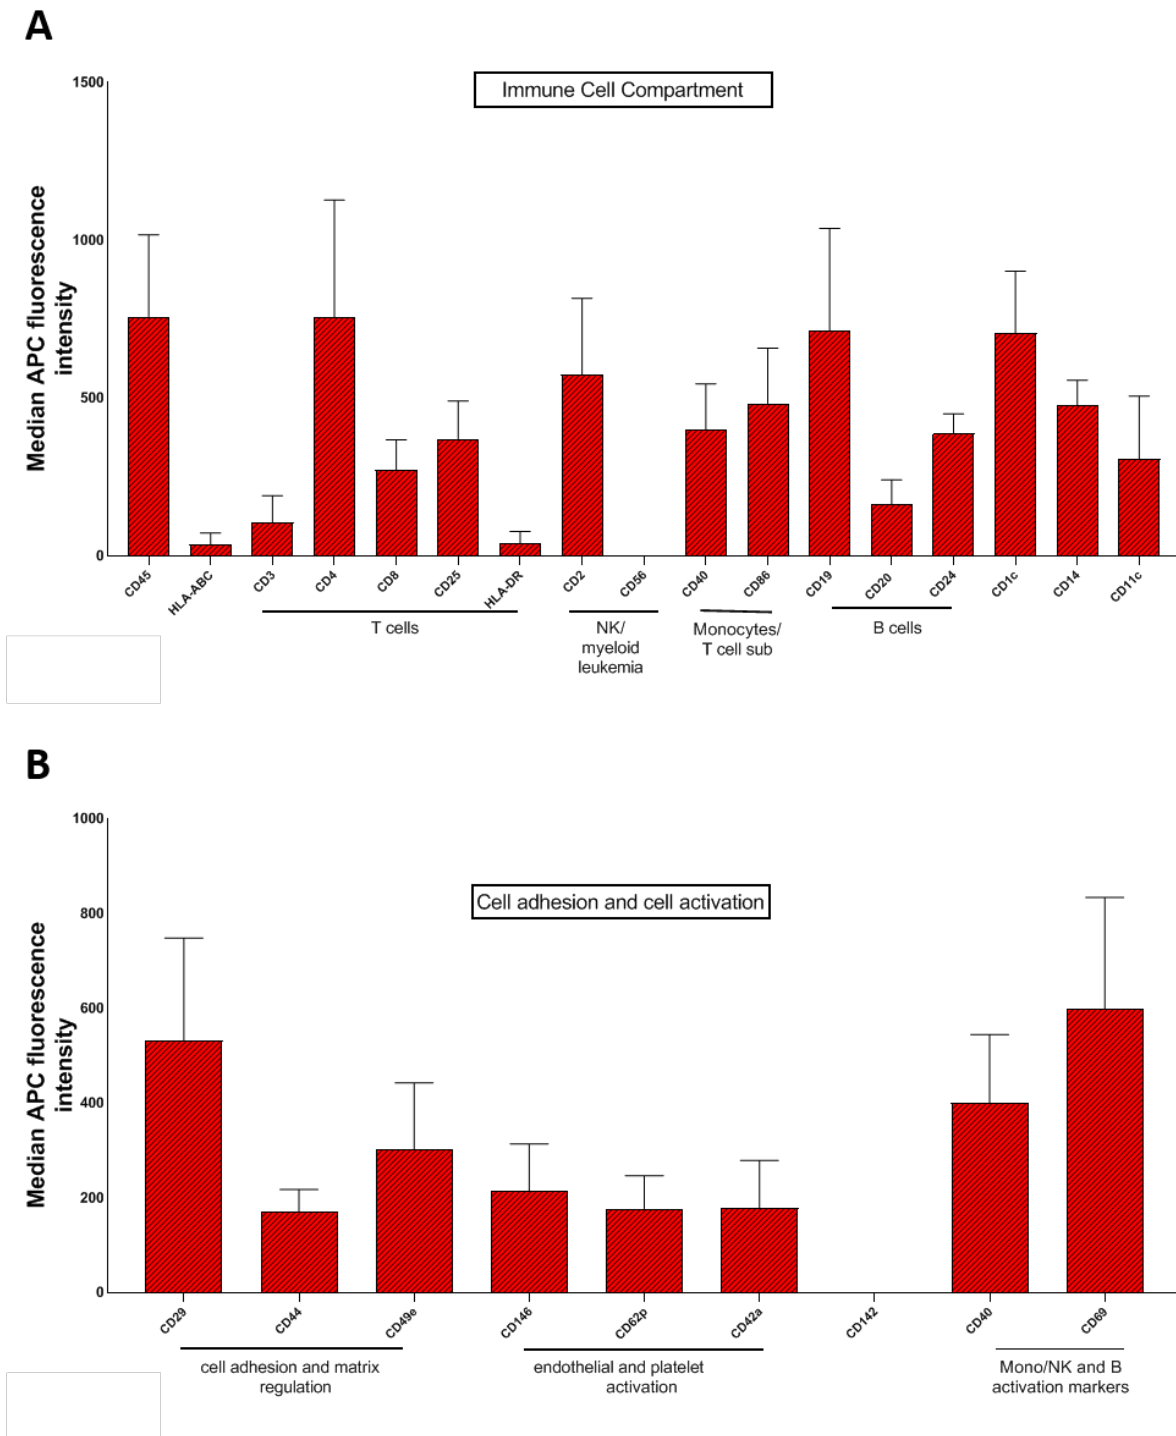 A
Immune Cell Compartment
Median APC fluorescence
intensity
1500
1000
500
0
CD45
HLA-ABC
CD3
CD4
CD8
CD25
HLA-DR
CD2
CD56
CD40
CD86
CD19
CD20
CD24
CD1c
CD14
CD11c
T cells
NK/
myeloid
leukemia
Monocytes/
T cell sub
B cells
B
Cell adhesion and cell activation
Median APC fluorescence
intensity
1000
800
600
400
200
0
CD29
CD44
CD49e
CD146
CD62p
CD42a
CD142
CD40
CD69
cell adhesion and matrix
regulation
endothelial and platelet
activation
Mono/NK and B
activation markers